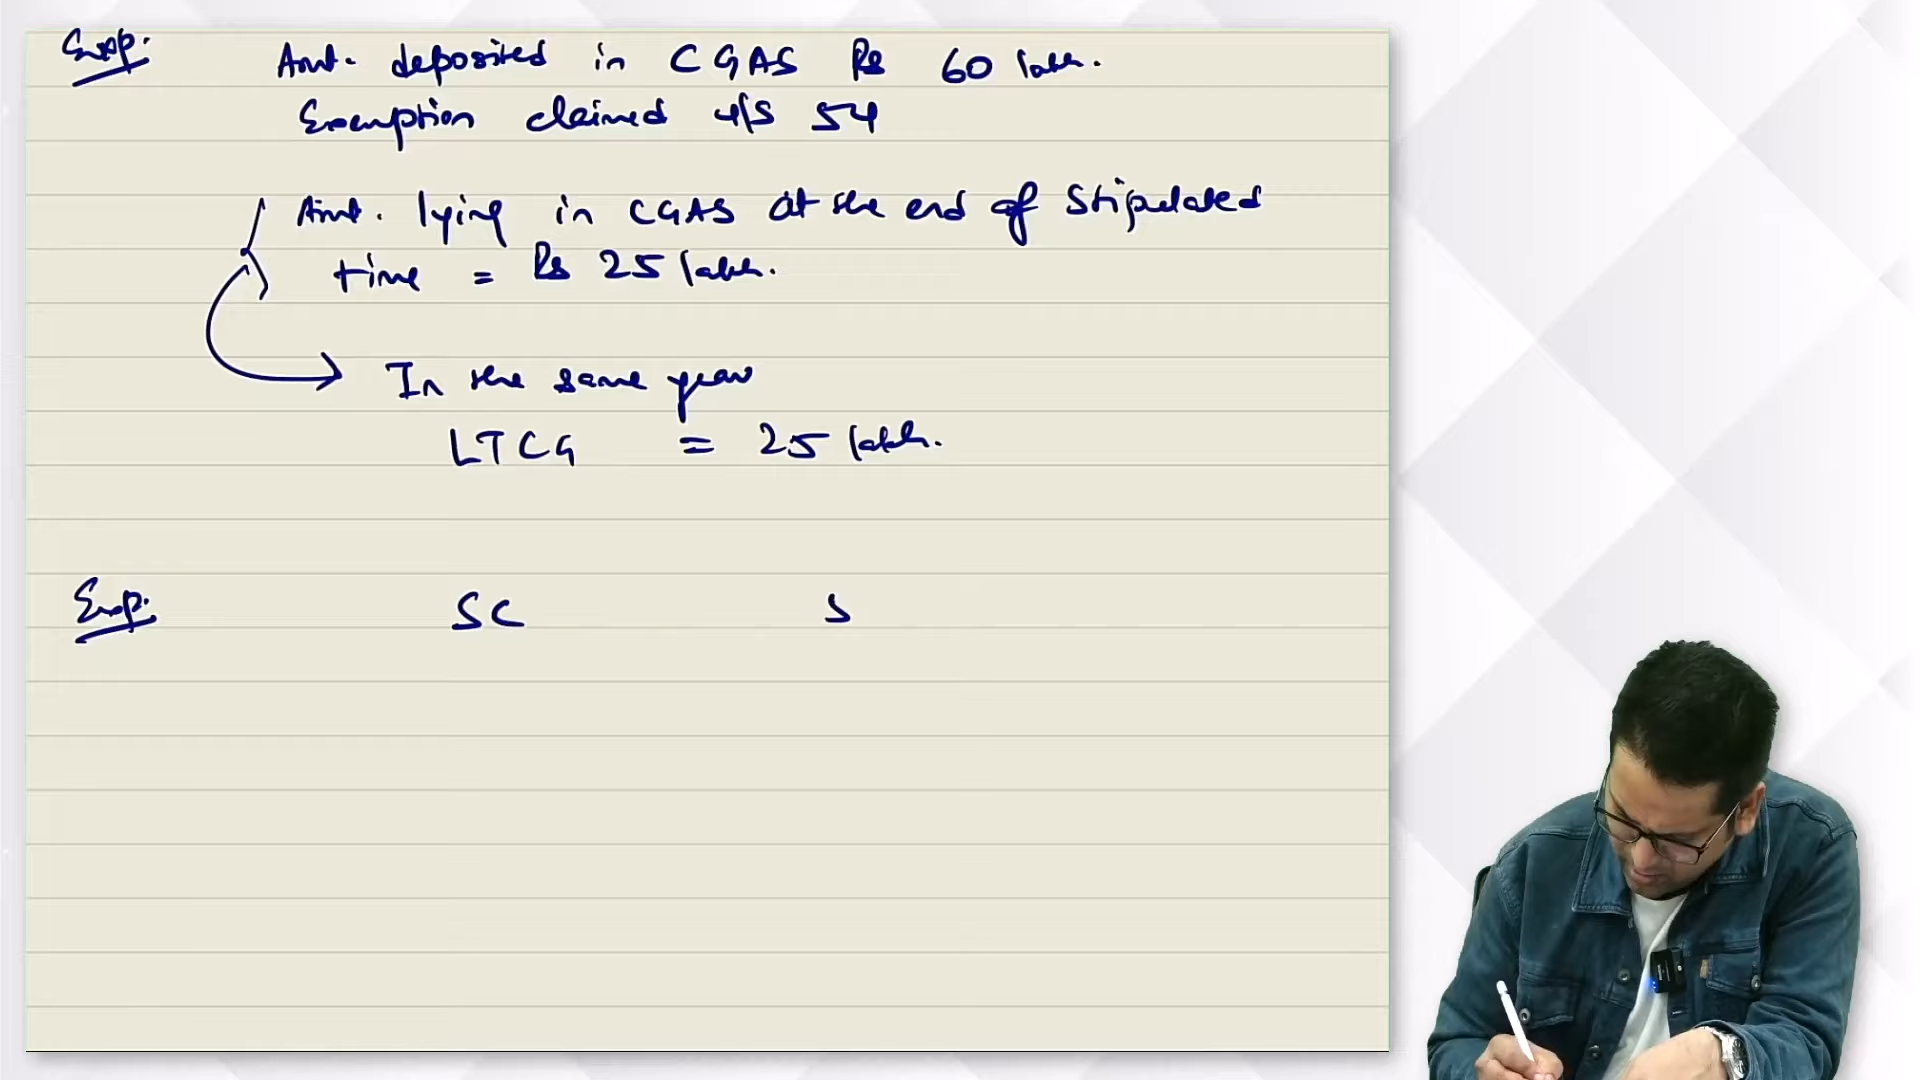 Exp.
Amt. deposited in CGAS Rs 60 lakh.
Exemption claimed u/s 54
Amt. lying in CGAS at the end of stipulated
time = Rs 25 lakh.
In the same year
LTCG = 25 lakh.
Exp. SC S